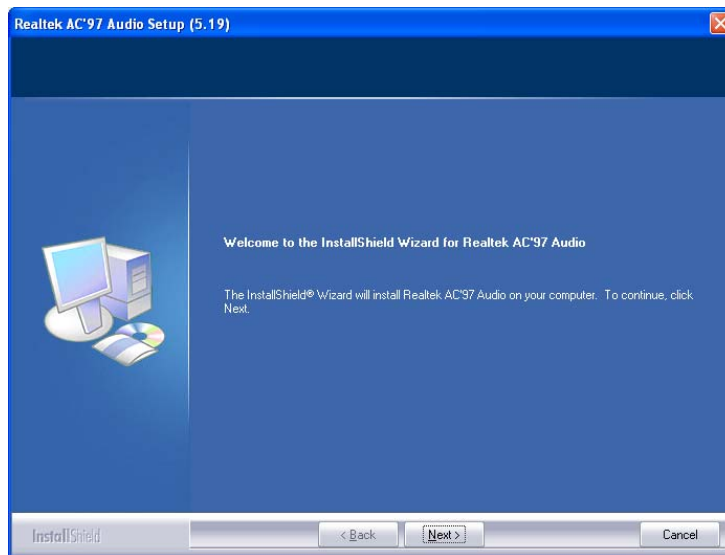 Realtek AC'97 Audio Setup (5.19)
Welcome to the InstallShield Wizard for Realtek AC'97 Audio
The InstallShield® Wizard will install Realtek AC'97 Audio on your computer. To continue, click
Next.
InstallShield
< Back
Next >
Cancel